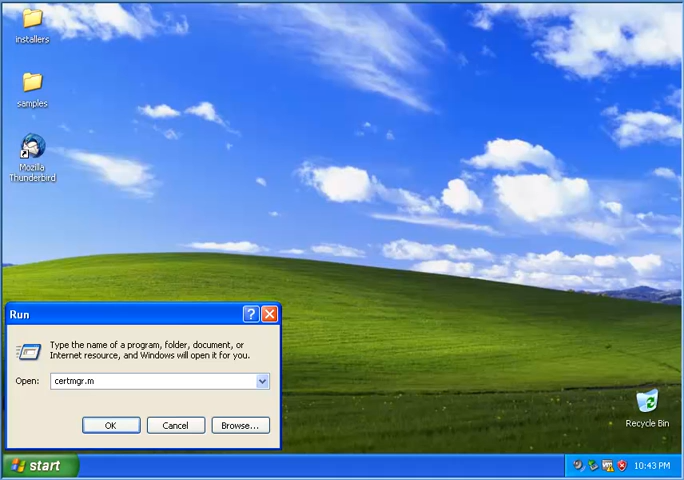 installers
samples
Mozilla
Thunderbird
Run
Type the name of a program, folder, document, or
Internet resource, and Windows will open it for you.
Open: certmgr.m
OK Cancel Browse...
Recycle Bin
start 10:43 PM